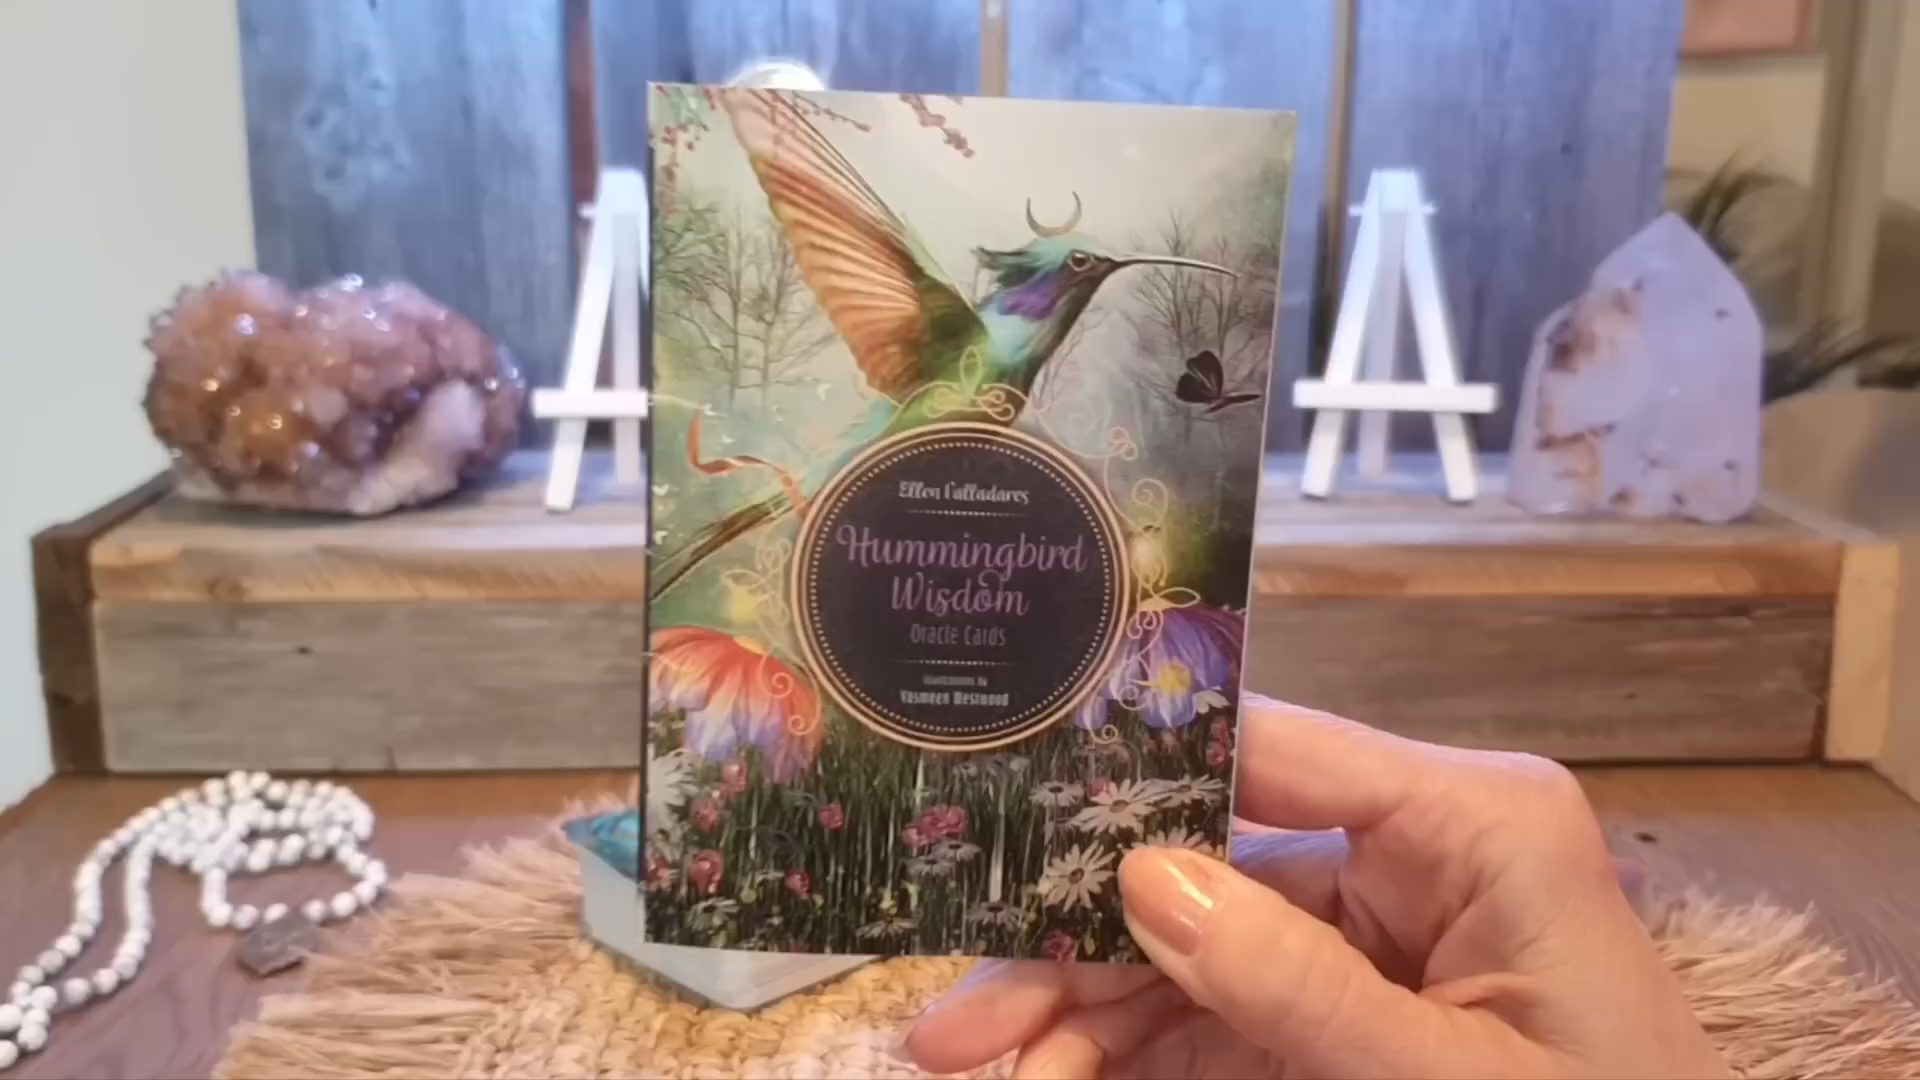 Ellen Valladares
Hummingbird
Wisdom
Oracle Cards
Illustrations by
Yasmeen Westwood